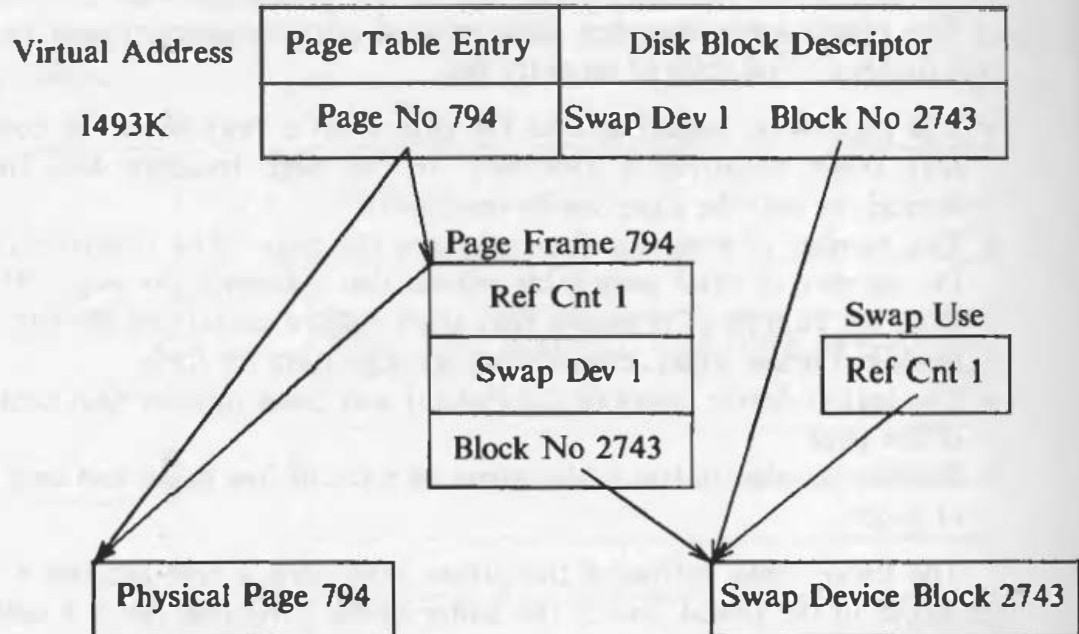 Virtual Address Page Table Entry Disk Block Descriptor
1493K Page No 794 Swap Dev 1 Block No 2743
Page Frame 794
Ref Cnt 1
Swap Use
Swap Dev 1 Ref Cnt 1
Block No 2743
Physical Page 794 Swap Device Block 2743